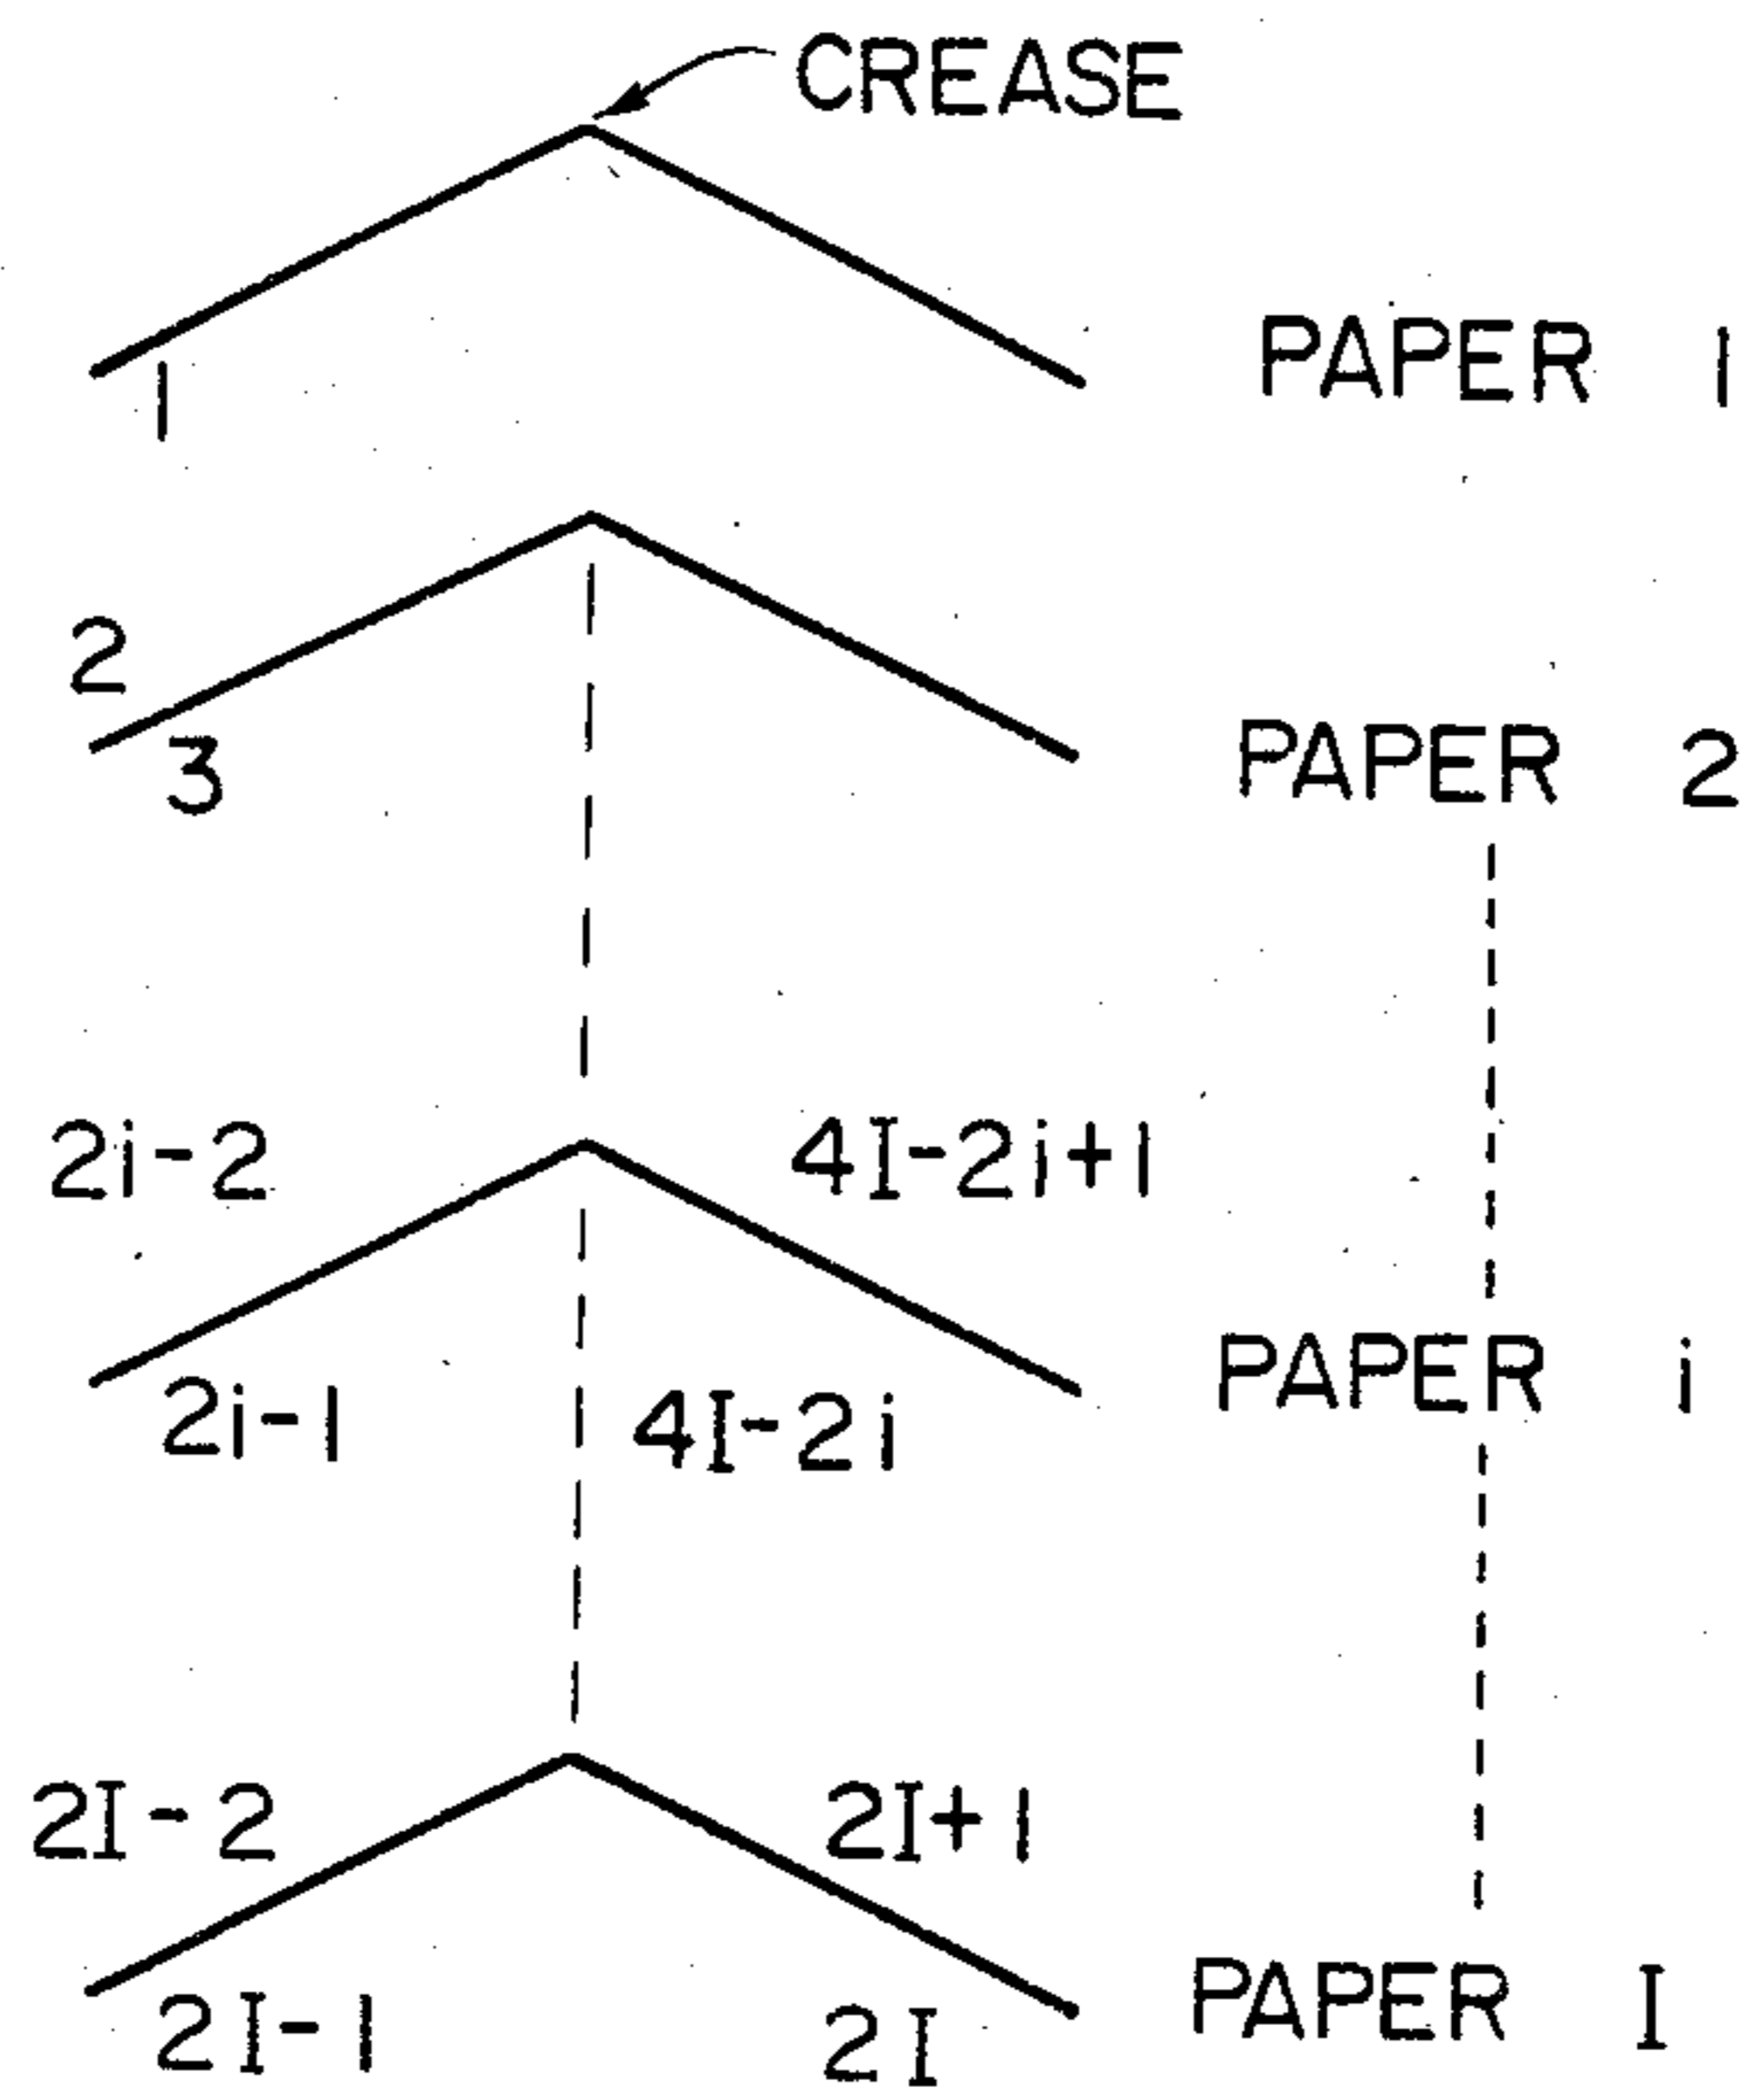 CREASE
1 PAPER 1
2
3 PAPER 2
2i-2 4I-2i+1
2i-1 4I-2i PAPER i
2I-2 2I+1
2I-1 2I PAPER I